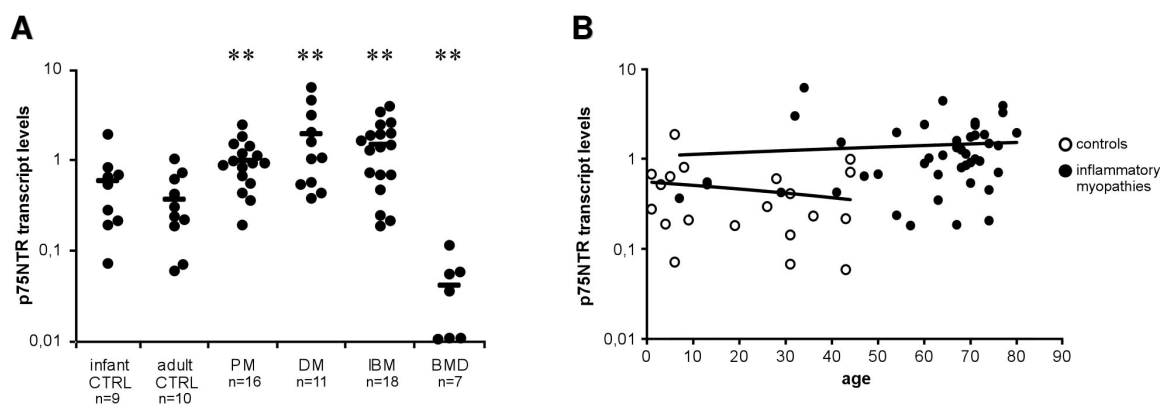 A
** ** ** **
10
1
0,1
0,01
p75NTR transcript levels
infant
CTRL
n=9
adult
CTRL
n=10
PM
n=16
DM
n=11
IBM
n=18
BMD
n=7
B
10
1
0,1
0,01
p75NTR transcript levels
0 10 20 30 40 50 60 70 80 90
age
controls
inflammatory
myopathies